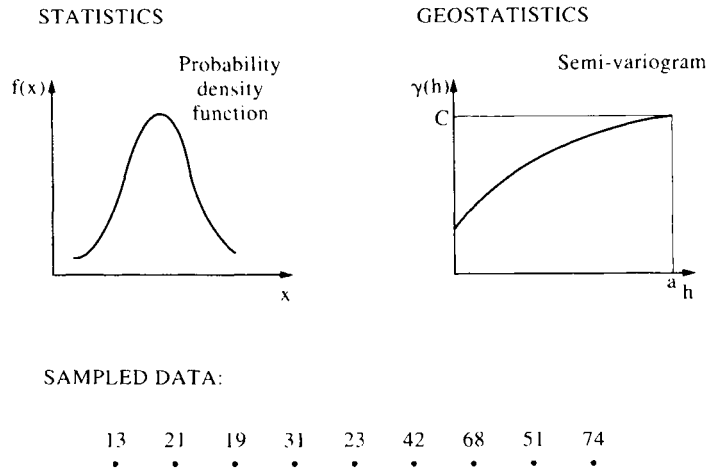 STATISTICS
GEOSTATISTICS
Probability
density
function
f(x)
x
Semi-variogram
γ(h)
C
a
h
SAMPLED DATA:
13 21 19 31 23 42 68 51 74